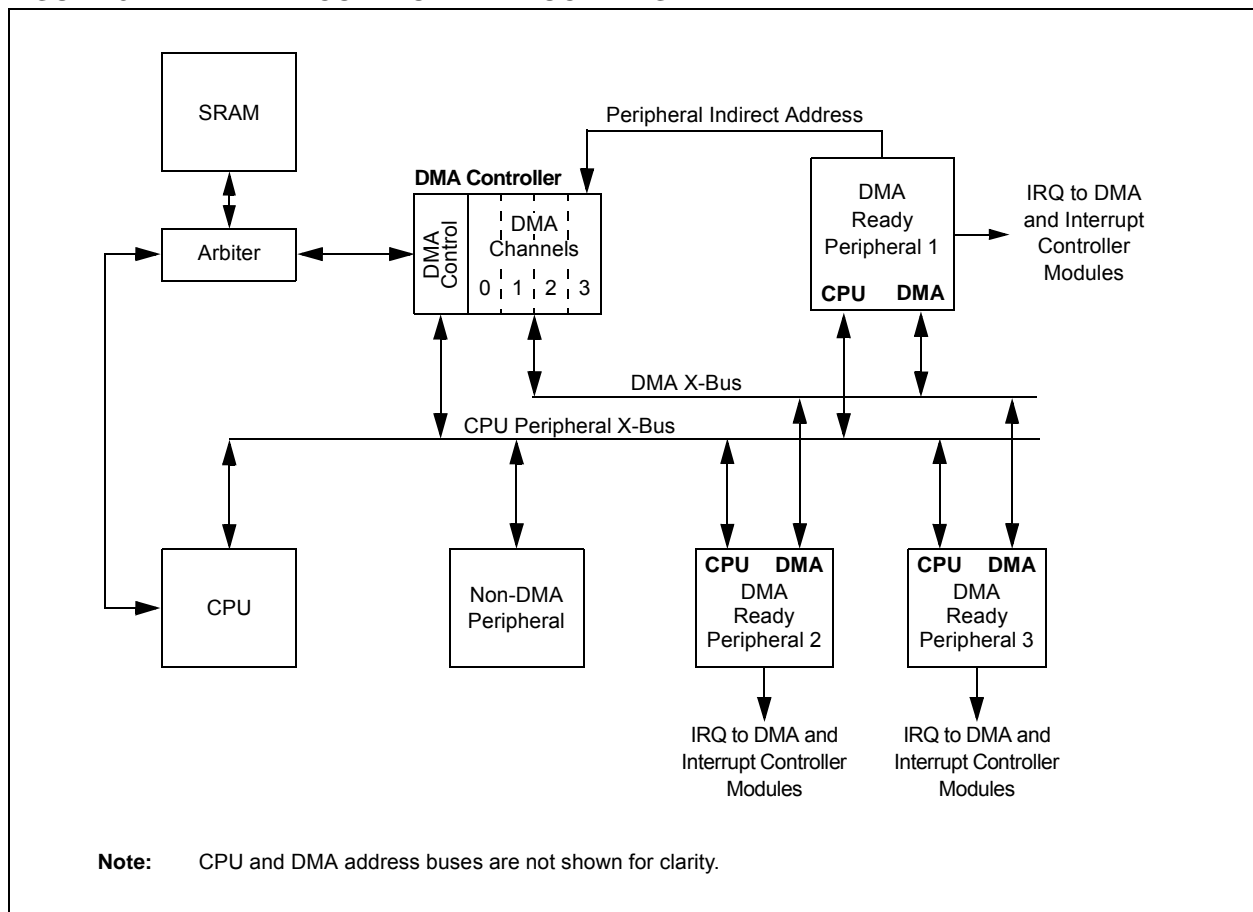 SRAM
Peripheral Indirect Address
DMA Controller
DMA
Ready
Peripheral 1
IRQ to DMA
and Interrupt
Controller
Modules
Arbiter
DMA
Control
DMA
Channels
0 1 2 3
CPU DMA
DMA X-Bus
CPU Peripheral X-Bus
CPU
Non-DMA
Peripheral
CPU DMA
DMA
Ready
Peripheral 2
CPU DMA
DMA
Ready
Peripheral 3
IRQ to DMA and
Interrupt Controller
Modules
IRQ to DMA and
Interrupt Controller
Modules
Note: CPU and DMA address buses are not shown for clarity.